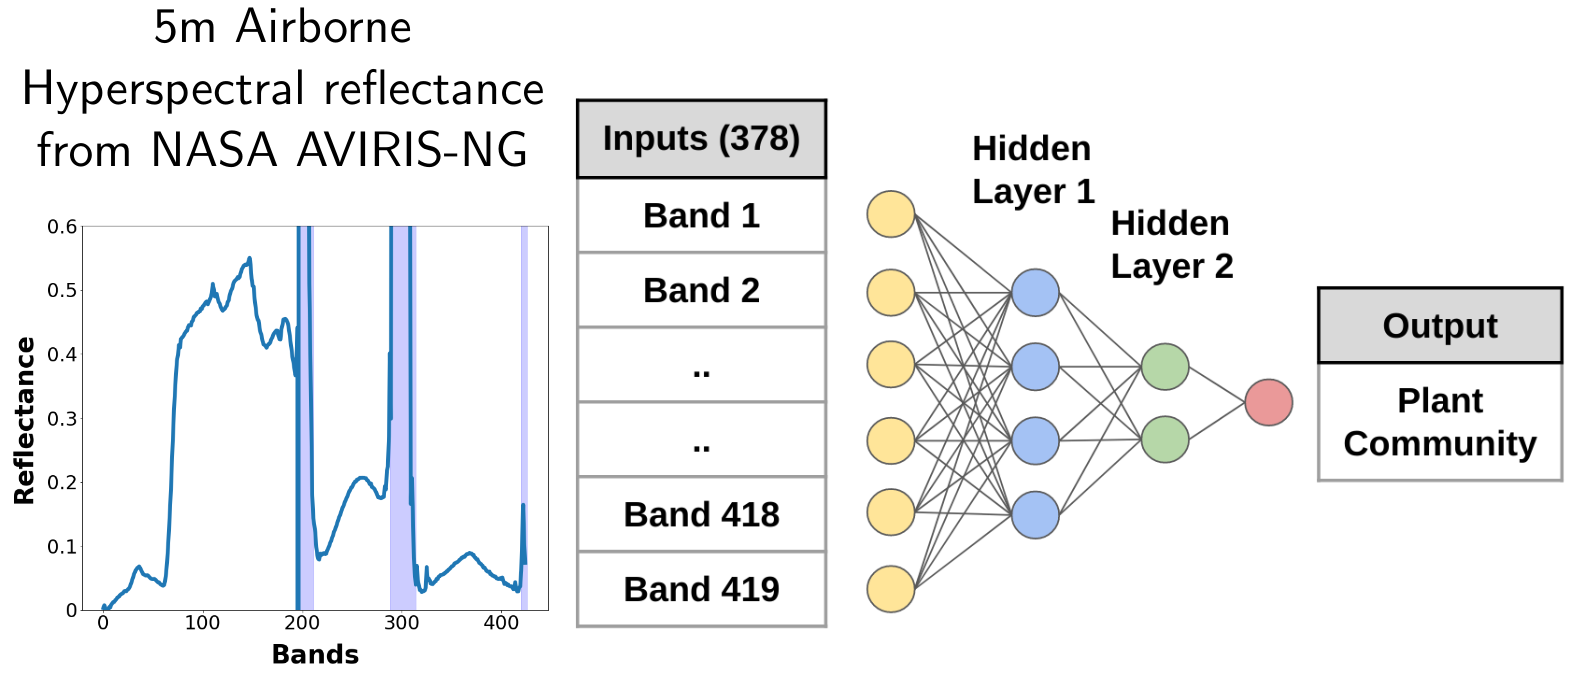 5m Airborne
Hyperspectral reflectance
from NASA AVIRIS-NG
0.6
0.5
0.4
0.3
0.2
0.1
0
Reflectance
0 100 200 300 400
Bands
Inputs (378)
Band 1
Band 2
..
..
Band 418
Band 419
Hidden
Layer 1
Hidden
Layer 2
Output
Plant
Community